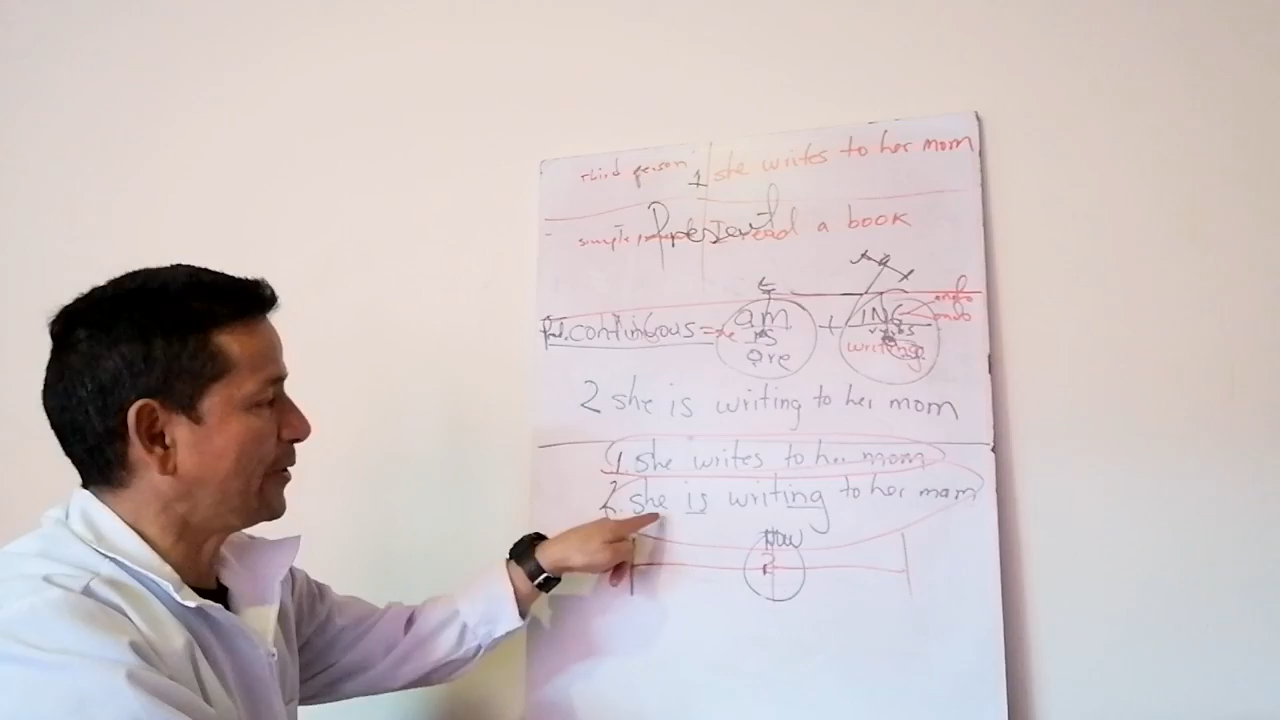 third person 1 she writes to her mom
simple Present I read a book
continuous = am + ING
is verbs
are writing
2 she is writing to her mom
1. she writes to her mom
2. she is writing to her mam
Now
2